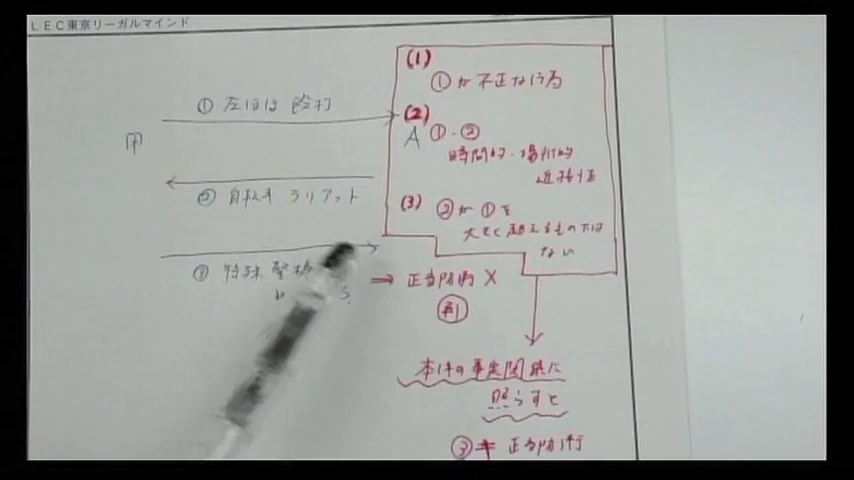 LEC東京リーガルマインド
(1)
①が不正な行為
① 左ほほ 殴打
(2)
甲
A ①・②
時間的・場所的
近接性
② 自転車 ラリアット
(3) ②が①を
大きく超えるものでは
ない
③ 特殊警棒
⇒ 正当防衛 ×
判
本件の事実関係に
照らすと
③ ≠ 正当防衛